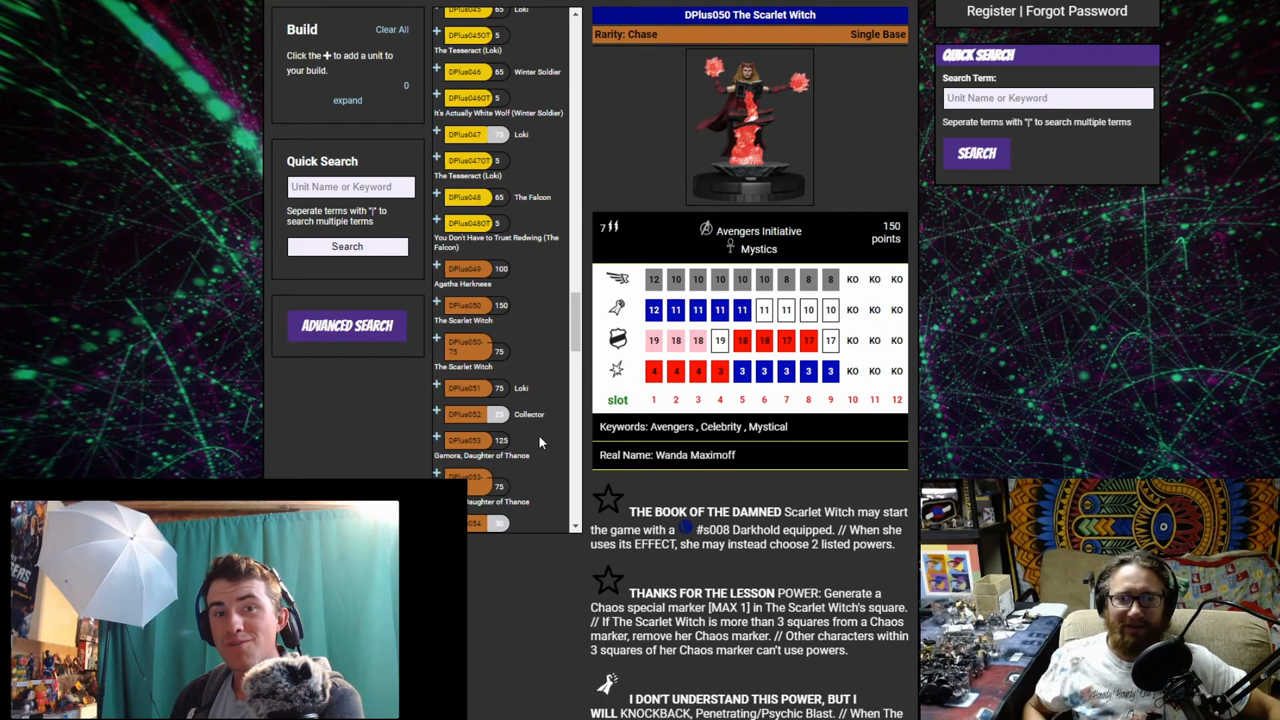 Build
Clear All
Click the + to add a unit to
your build.
0
expand
Quick Search
Unit Name or Keyword
Seperate terms with "|" to
search multiple terms
Search
ADVANCED SEARCH
DPlus045 65 Loki
DPlus045OT 5
The Tesseract (Loki)
DPlus046 65 Winter Soldier
DPlus046OT 5
It's Actually White Wolf (Winter Soldier)
DPlus047 75 Loki
DPlus047OT 5
The Tesseract (Loki)
DPlus048 65 The Falcon
DPlus048OT 5
You Don't Have to Trust Redwing (The
Falcon)
DPlus049 100
Agatha Harkness
DPlus050 150
The Scarlet Witch
DPlus050-
75 75
The Scarlet Witch
DPlus051 75 Loki
DPlus052 25 Collector
DPlus053 125
Gamora, Daughter of Thanos
DPlus053-
75
Daughter of Thanos
054 50
DPlus050 The Scarlet Witch
Rarity: Chase Single Base
7 Avengers Initiative 150
Mystics points
12 10 10 10 10 10 8 8 8 KO KO KO
12 11 11 11 11 11 11 10 10 KO KO KO
19 18 18 19 18 18 17 17 17 KO KO KO
4 4 4 3 3 3 3 3 3 KO KO KO
slot 1 2 3 4 5 6 7 8 9 10 11 12
Keywords: Avengers , Celebrity , Mystical
Real Name: Wanda Maximoff
THE BOOK OF THE DAMNED Scarlet Witch may start
the game with a #s008 Darkhold equipped. // When she
uses its EFFECT, she may instead choose 2 listed powers.
THANKS FOR THE LESSON POWER: Generate a
Chaos special marker [MAX 1] in The Scarlet Witch's square.
// If The Scarlet Witch is more than 3 squares from a Chaos
marker, remove her Chaos marker. // Other characters within
3 squares of her Chaos marker can't use powers.
I DON'T UNDERSTAND THIS POWER, BUT I
WILL KNOCKBACK, Penetrating/Psychic Blast. // When The
Register | Forgot Password
QUICK SEARCH
Search Term:
Unit Name or Keyword
Seperate terms with "|" to search multiple terms
SEARCH